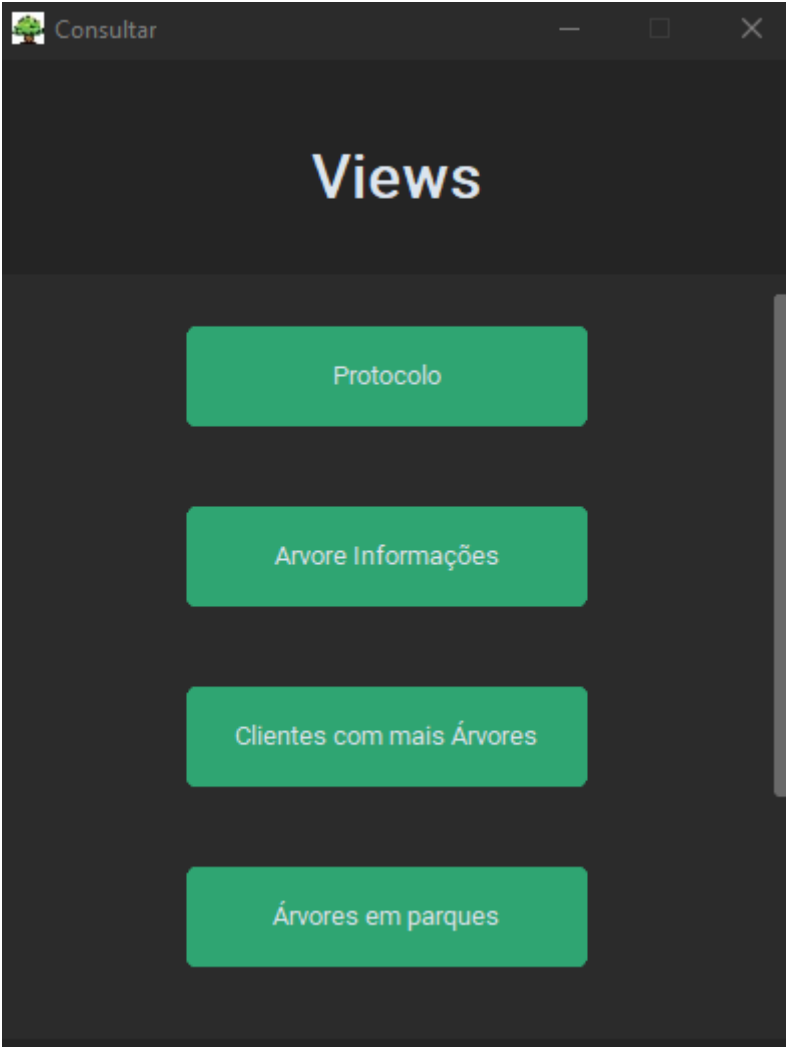 Consultar
Views
Protocolo
Arvore Informações
Clientes com mais Árvores
Árvores em parques